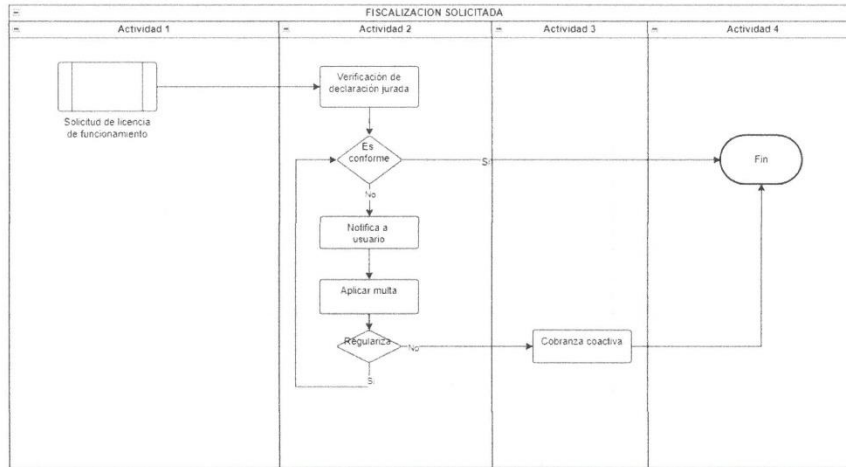 FISCALIZACION SOLICITADA
Actividad 1
Actividad 2
Actividad 3
Actividad 4
Solicitud de licencia
de funcionamiento
Verificación de
declaración jurada
Es
conforme
Si
Fin
No
Notifica a
usuario
Aplicar multa
Regulariza
No
Cobranza coactiva
Si